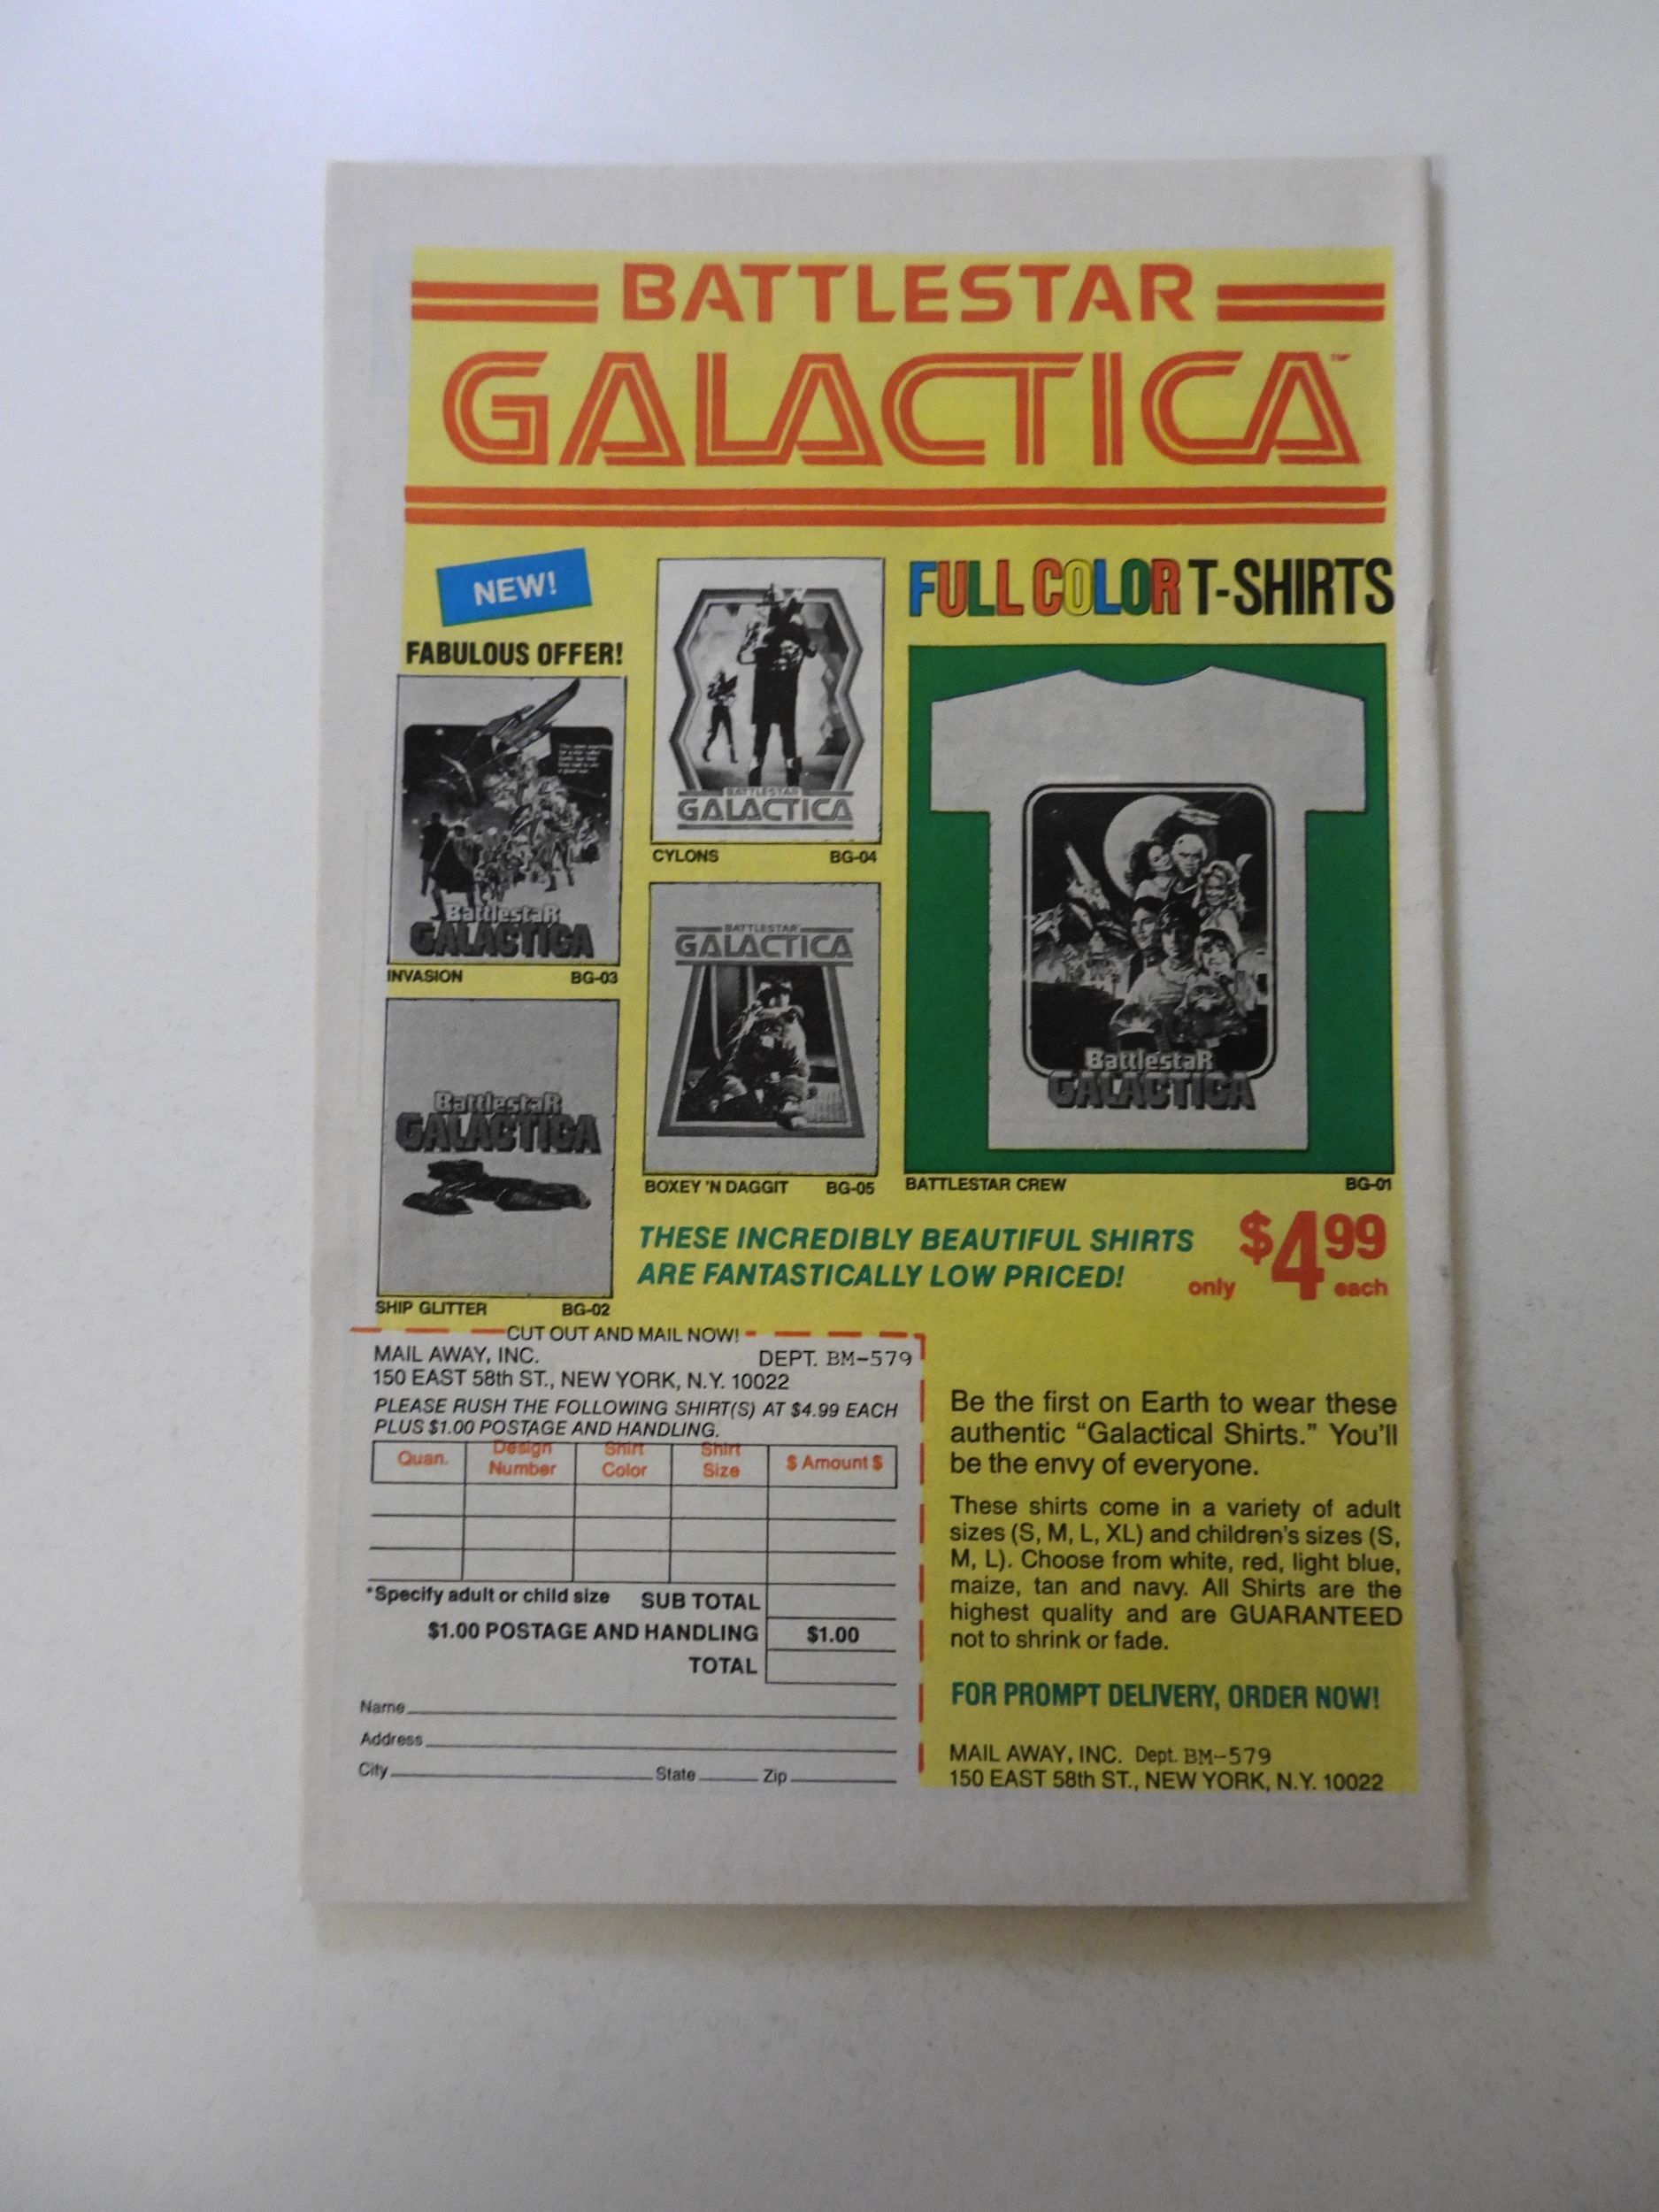 BATTLESTAR
GALACTICA™
NEW!
FABULOUS OFFER!
FULL COLOR T-SHIRTS
BATTLESTAR
GALACTICA
CYLONS BG-04
BattlestaR
GALACTICA
INVASION BG-03
BATTLESTAR
GALACTICA
BOXEY 'N DAGGIT BG-05
BattlestaR
GALACTICA
BATTLESTAR CREW BG-01
BattlestaR
GALACTICA
SHIP GLITTER BG-02
THESE INCREDIBLY BEAUTIFUL SHIRTS
ARE FANTASTICALLY LOW PRICED!
only $4.99 each
CUT OUT AND MAIL NOW!
MAIL AWAY, INC. DEPT. BM-579
150 EAST 58th ST., NEW YORK, N.Y. 10022
PLEASE RUSH THE FOLLOWING SHIRT(S) AT $4.99 EACH
PLUS $1.00 POSTAGE AND HANDLING.
Quan. Design Number Shirt Color Shirt Size $ Amount $
*Specify adult or child size SUB TOTAL
$1.00 POSTAGE AND HANDLING $1.00
TOTAL
Name
Address
City State Zip
Be the first on Earth to wear these
authentic “Galactical Shirts.” You'll
be the envy of everyone.
These shirts come in a variety of adult
sizes (S, M, L, XL) and children's sizes (S,
M, L). Choose from white, red, light blue,
maize, tan and navy. All Shirts are the
highest quality and are GUARANTEED
not to shrink or fade.
FOR PROMPT DELIVERY, ORDER NOW!
MAIL AWAY, INC. Dept. BM-579
150 EAST 58th ST., NEW YORK, N.Y. 10022